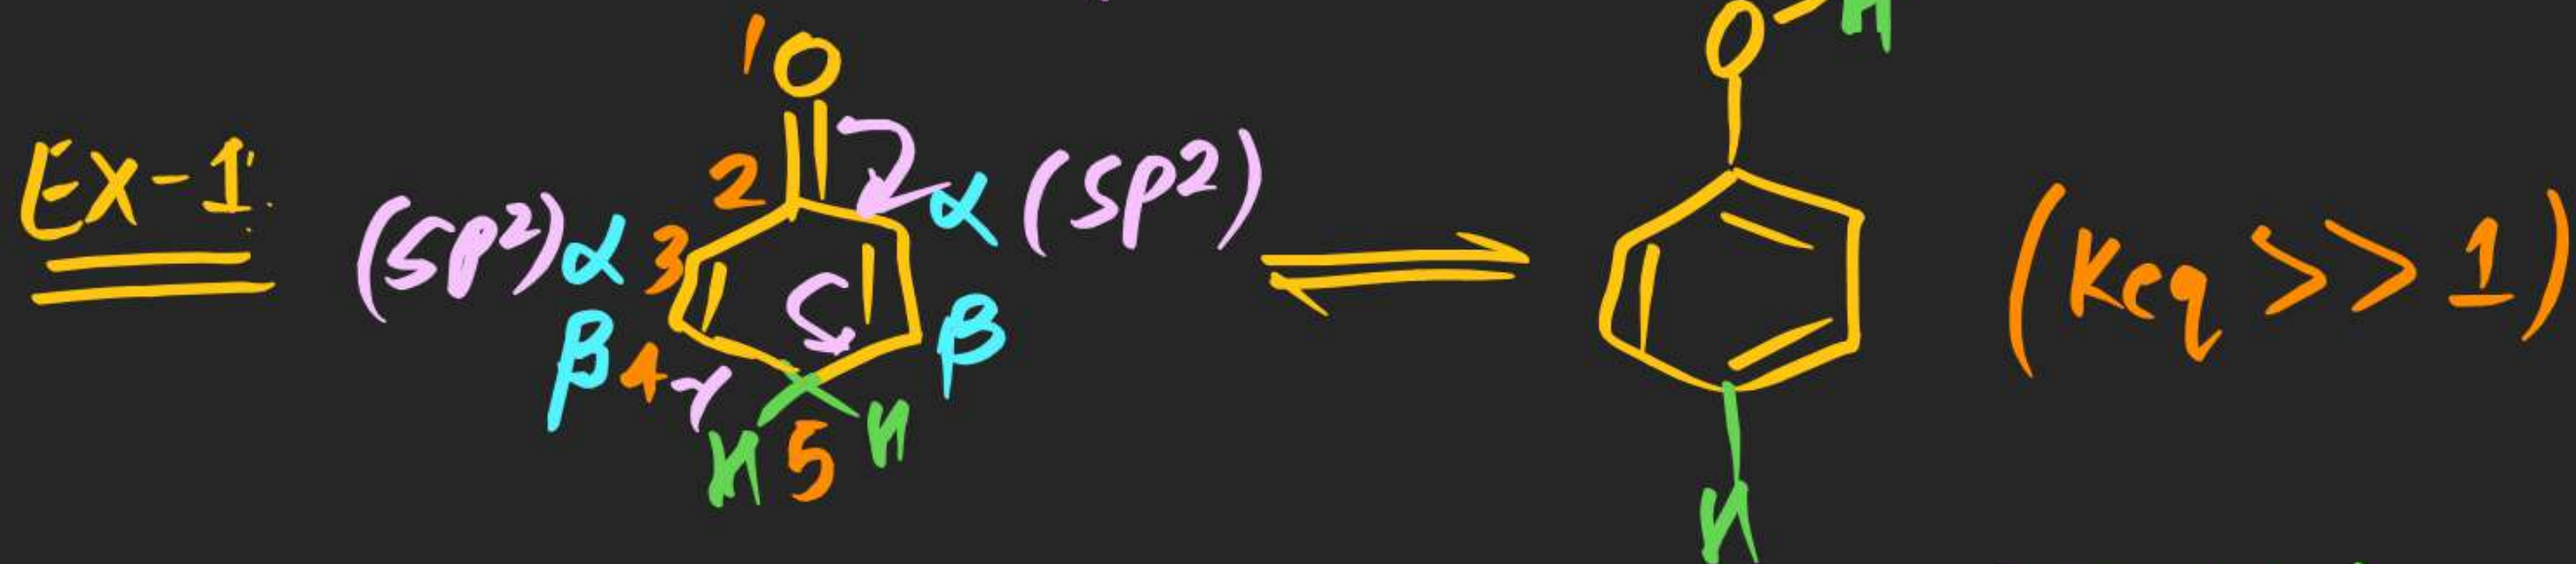 EX-1.
1 O
2
(sp²) α 3
α (sp²)
β 4 γ
β
H 5 H
O H
H
(Keq >> 1)